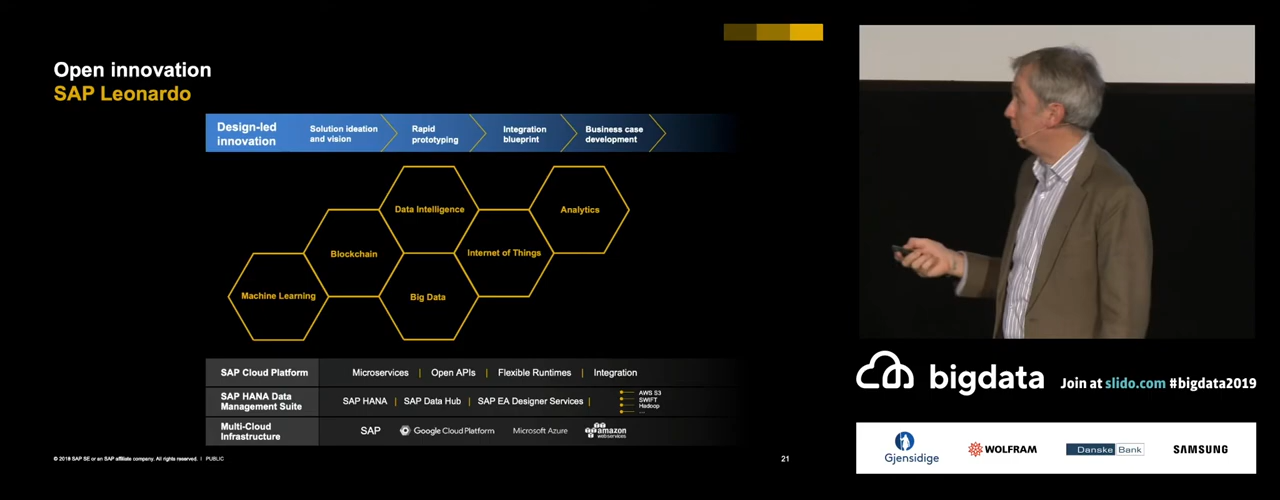 Open innovation
SAP Leonardo
Design-led
innovation
Solution ideation
and vision
Rapid
prototyping
Integration
blueprint
Business case
development
Data Intelligence
Analytics
Blockchain
Internet of Things
Machine Learning
Big Data
SAP Cloud Platform
Microservices | Open APIs | Flexible Runtimes | Integration
SAP HANA Data
Management Suite
SAP HANA | SAP Data Hub | SAP EA Designer Services |
AWS S3
SWIFT
Hadoop
...
Multi-Cloud
Infrastructure
SAP Google Cloud Platform Microsoft Azure amazon
webservices
© 2018 SAP SE or an SAP affiliate company. All rights reserved. | PUBLIC
21
bigdata Join at slido.com #bigdata2019
Gjensidige WOLFRAM Danske Bank SAMSUNG